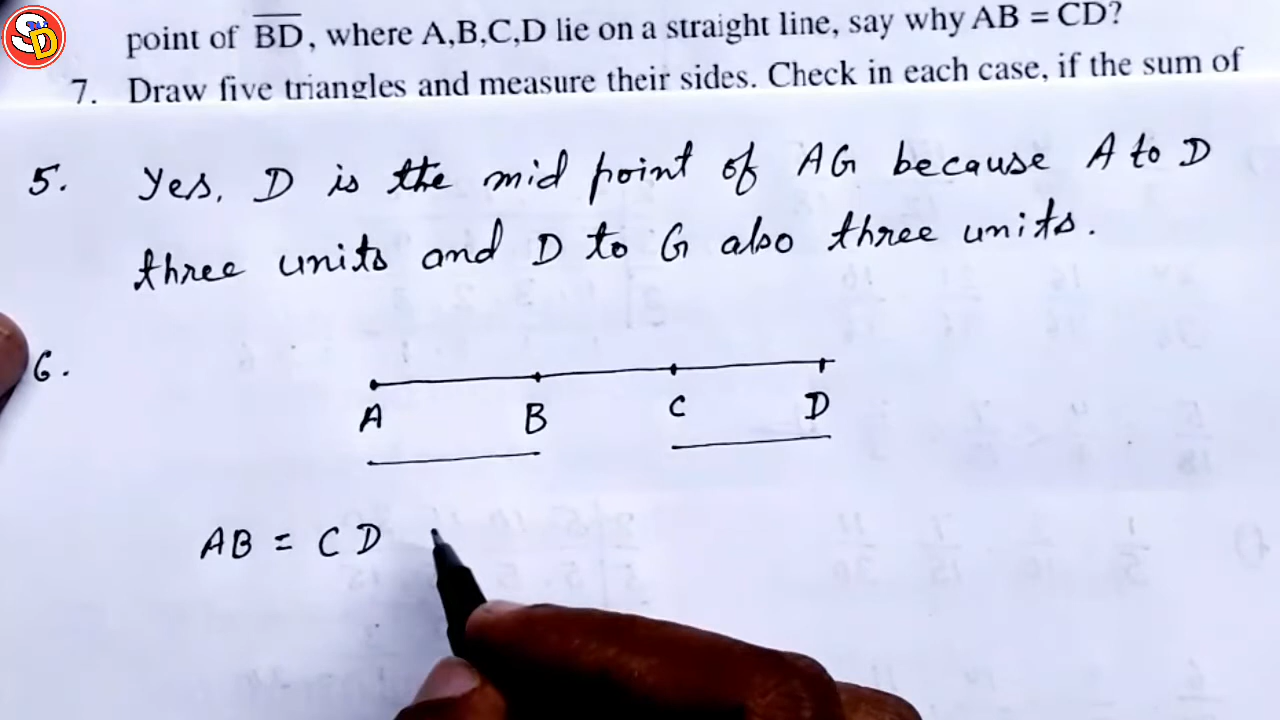 SD
point of BD, where A,B,C,D lie on a straight line, say why AB = CD?
7. Draw five triangles and measure their sides. Check in each case, if the sum of
5. Yes, D is the mid point of AG because A to D
three units and D to G also three units.
6.
A B C D
AB = CD